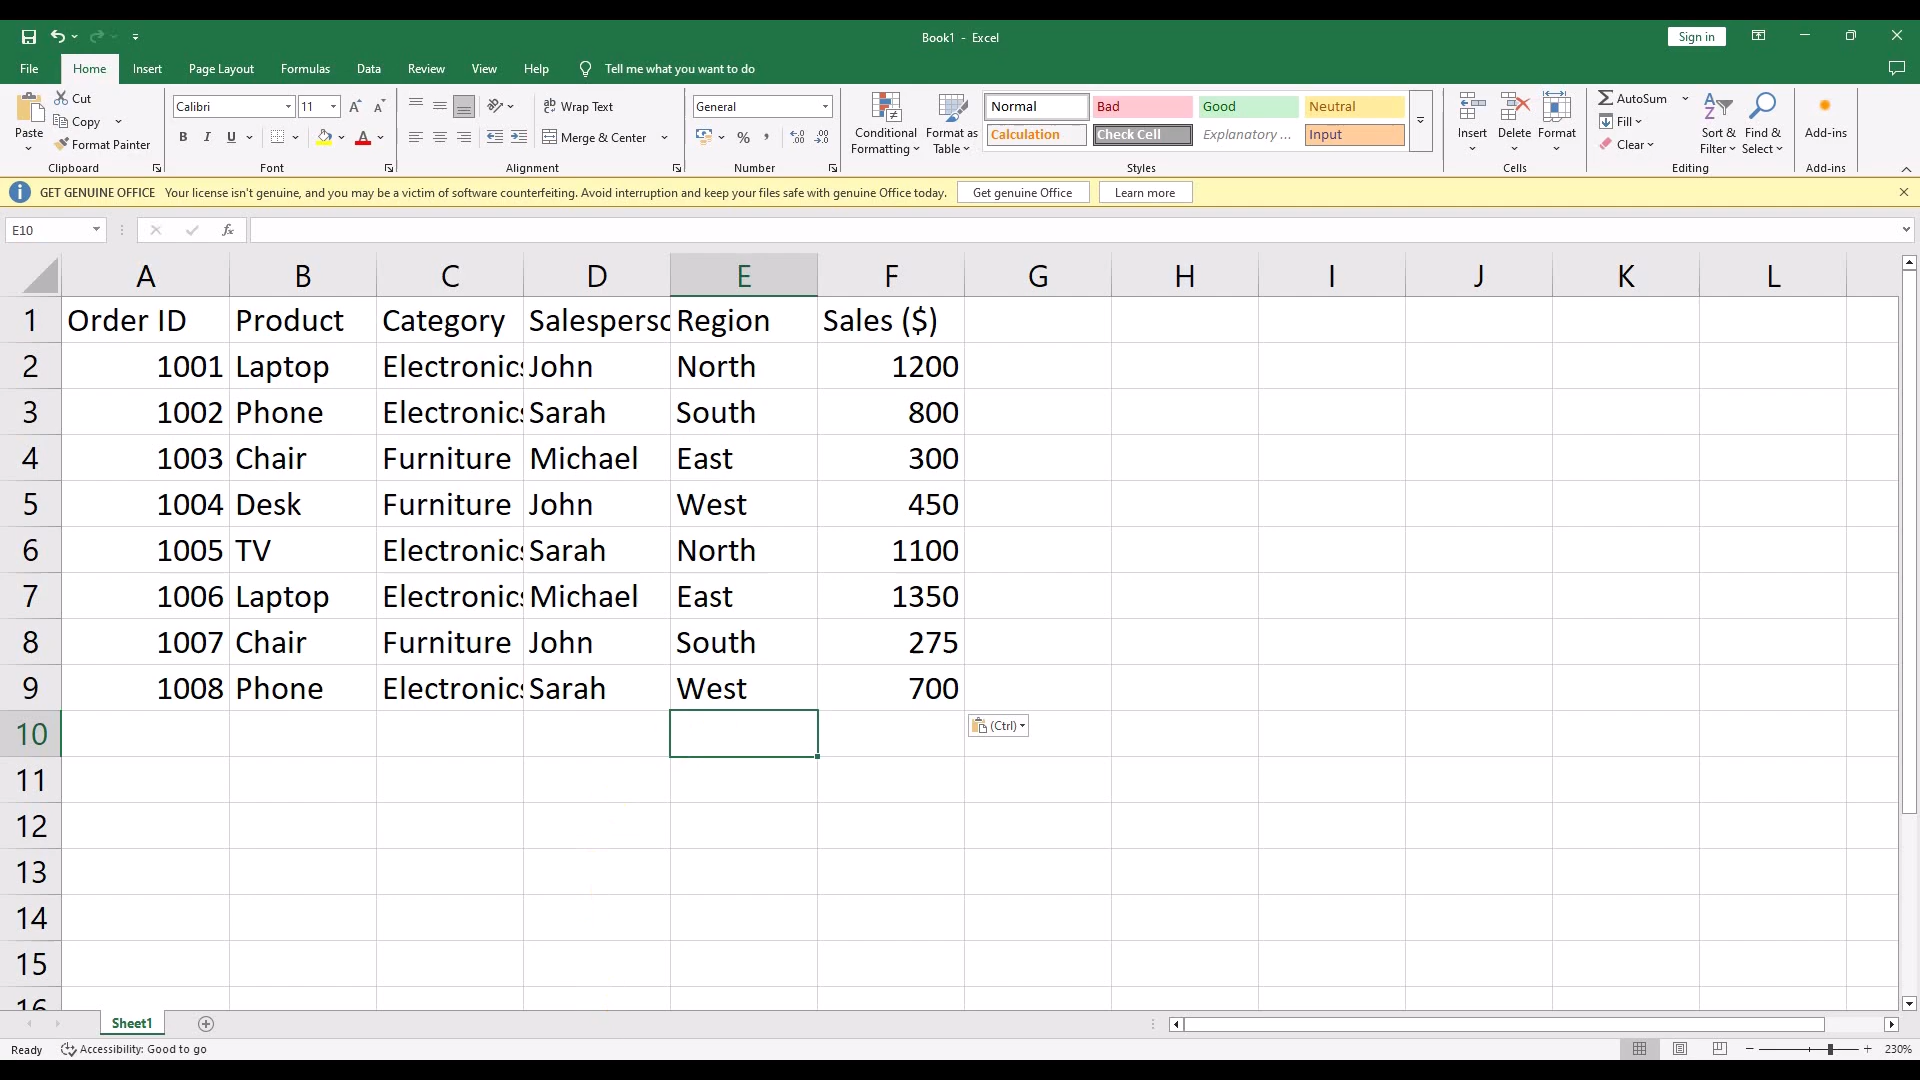 Book1 - Excel
Sign in
File Home Insert Page Layout Formulas Data Review View Help Tell me what you want to do
Paste
Cut
Copy
Format Painter
Clipboard
Calibri 11
B I U
Font
Wrap Text
Merge & Center
Alignment
General
Number
Conditional Formatting
Format as Table
Normal Bad Good Neutral
Calculation Check Cell Explanatory ... Input
Styles
Insert Delete Format
Cells
AutoSum
Fill
Clear
Sort & Filter
Find & Select
Editing
Add-ins
Add-ins
GET GENUINE OFFICE Your license isn't genuine, and you may be a victim of software counterfeiting. Avoid interruption and keep your files safe with genuine Office today. Get genuine Office Learn more
E10 fx
A B C D E F G H I J K L
1 Order ID Product Category Salesperso Region Sales ($)
2 1001 Laptop Electronics John North 1200
3 1002 Phone Electronics Sarah South 800
4 1003 Chair Furniture Michael East 300
5 1004 Desk Furniture John West 450
6 1005 TV Electronics Sarah North 1100
7 1006 Laptop Electronics Michael East 1350
8 1007 Chair Furniture John South 275
9 1008 Phone Electronics Sarah West 700
10 (Ctrl)
11
12
13
14
15
16
Sheet1
Ready Accessibility: Good to go 230%